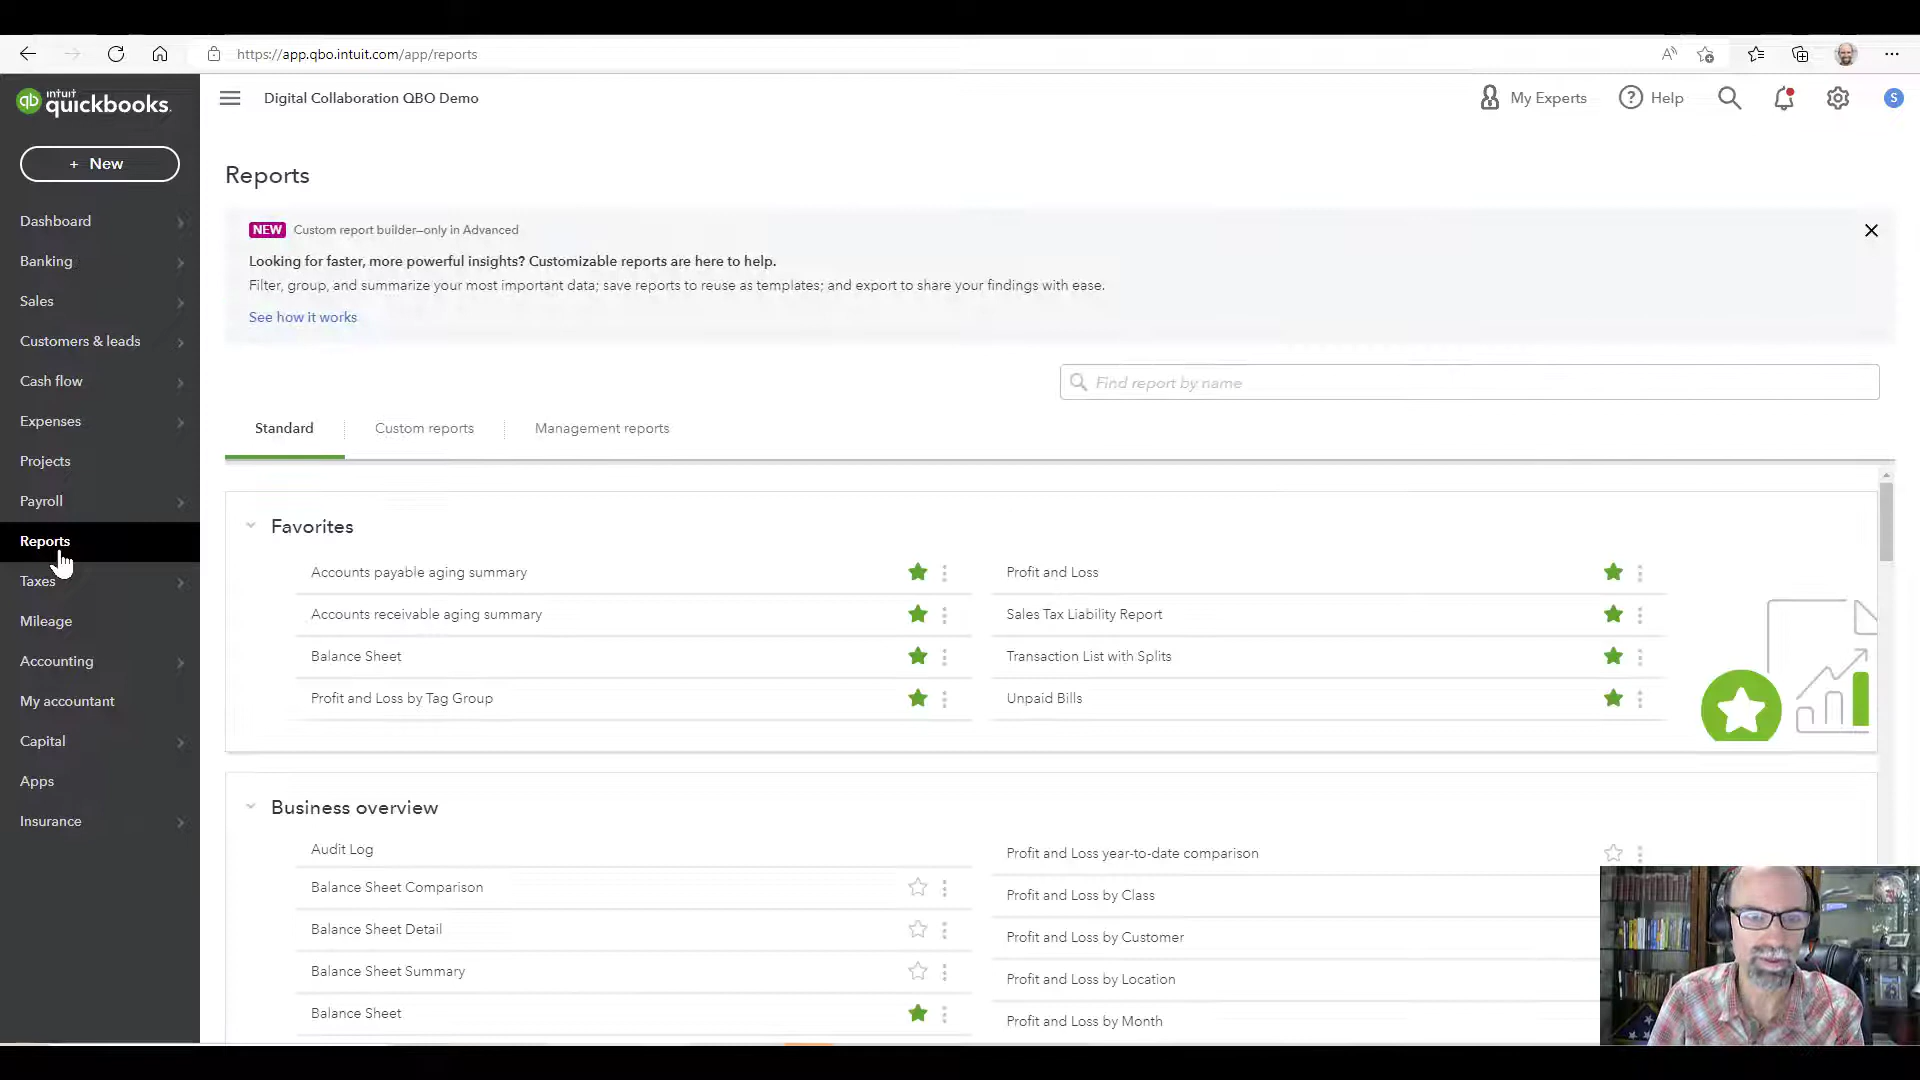 https://app.qbo.intuit.com/app/reports
intuit
qb quickbooks.
Digital Collaboration QBO Demo
My Experts
? Help
S
+ New
Dashboard
Banking
Sales
Customers & leads
Cash flow
Expenses
Projects
Payroll
Reports
Taxes
Mileage
Accounting
My accountant
Capital
Apps
Insurance
Reports
NEW Custom report builder—only in Advanced
Looking for faster, more powerful insights? Customizable reports are here to help.
Filter, group, and summarize your most important data; save reports to reuse as templates; and export to share your findings with ease.
See how it works
Find report by name
Standard Custom reports Management reports
Favorites
Accounts payable aging summary
Accounts receivable aging summary
Balance Sheet
Profit and Loss by Tag Group
Profit and Loss
Sales Tax Liability Report
Transaction List with Splits
Unpaid Bills
Business overview
Audit Log
Balance Sheet Comparison
Balance Sheet Detail
Balance Sheet Summary
Balance Sheet
Profit and Loss year-to-date comparison
Profit and Loss by Class
Profit and Loss by Customer
Profit and Loss by Location
Profit and Loss by Month